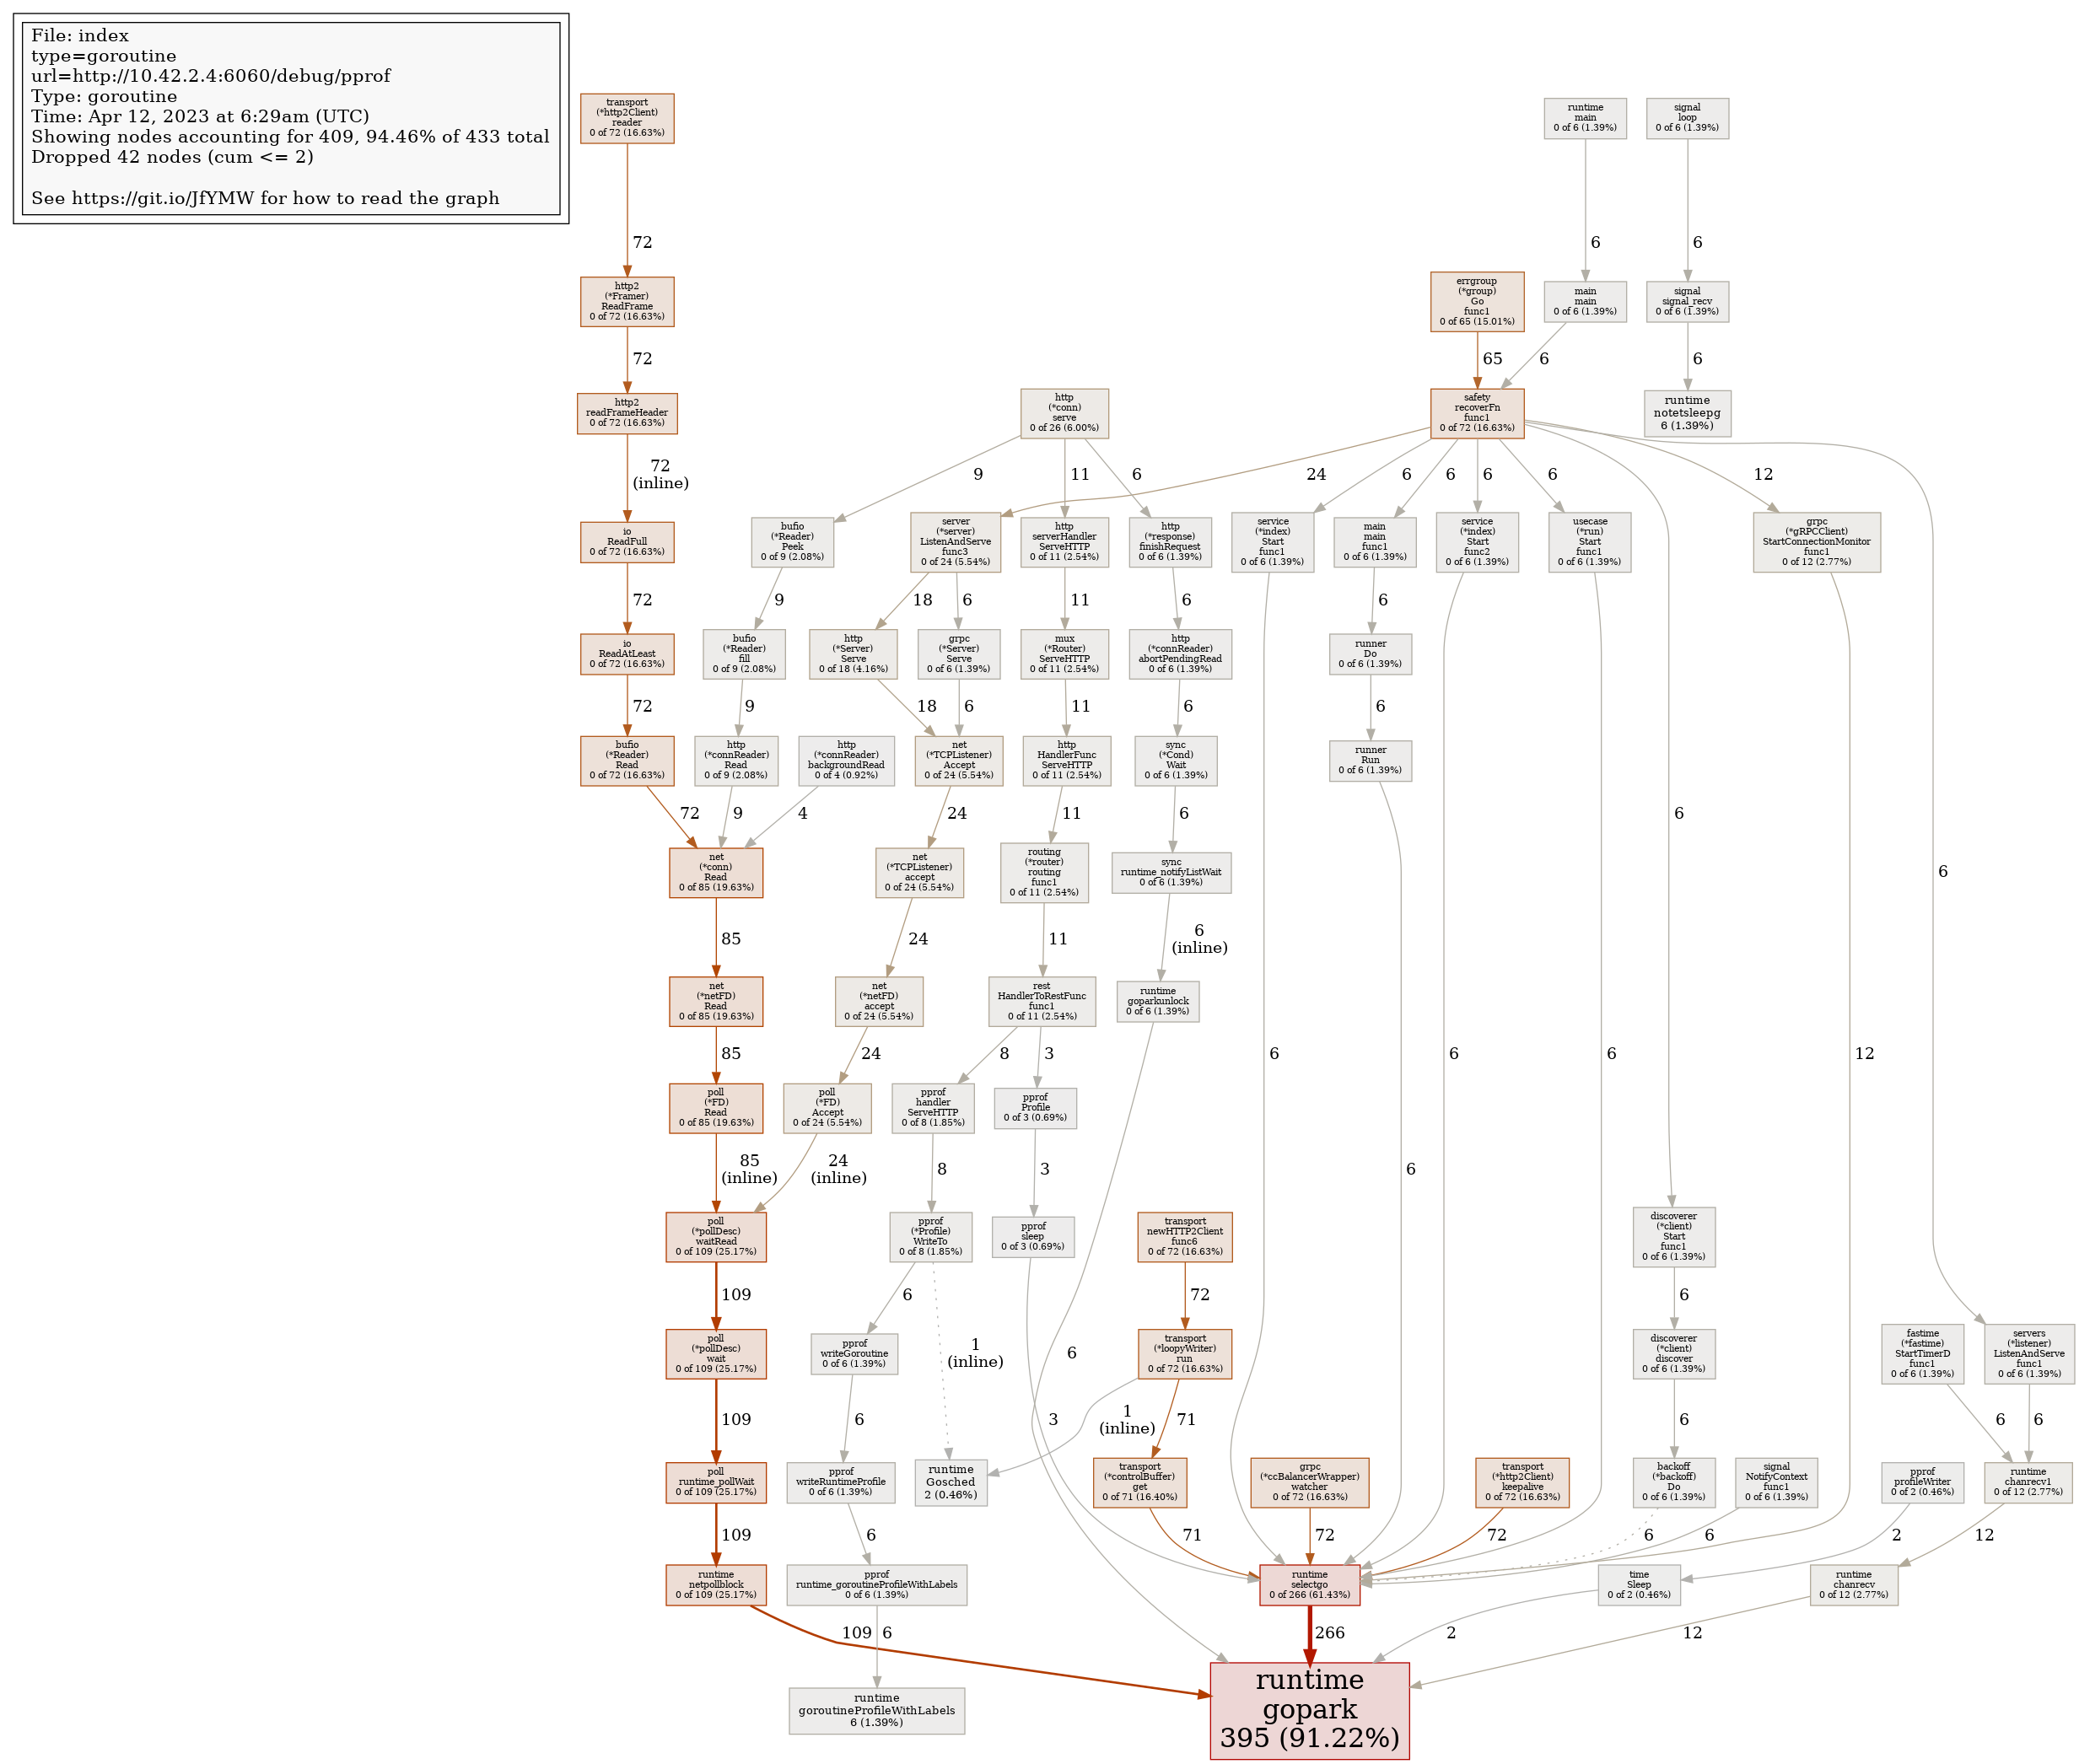 File: index
type=goroutine
url=http://10.42.2.4:6060/debug/pprof
Type: goroutine
Time: Apr 12, 2023 at 6:29am (UTC)
Showing nodes accounting for 409, 94.46% of 433 total
Dropped 42 nodes (cum <= 2)
See https://git.io/JfYMW for how to read the graph
transport
(*http2Client)
reader
0 of 72 (16.63%)
runtime
main
0 of 6 (1.39%)
signal
loop
0 of 6 (1.39%)
72
6
6
http2
(*Framer)
ReadFrame
0 of 72 (16.63%)
errgroup
(*group)
Go
func1
0 of 65 (15.01%)
main
main
0 of 6 (1.39%)
signal
signal_recv
0 of 6 (1.39%)
72
65
6
6
http2
readFrameHeader
0 of 72 (16.63%)
http
(*conn)
serve
0 of 26 (6.00%)
safety
recoverFn
func1
0 of 72 (16.63%)
runtime
notetsleepg
6 (1.39%)
72
(inline)
9
11
6
24
6
6
6
6
12
io
ReadFull
0 of 72 (16.63%)
bufio
(*Reader)
Peek
0 of 9 (2.08%)
server
(*server)
ListenAndServe
func3
0 of 24 (5.54%)
http
serverHandler
ServeHTTP
0 of 11 (2.54%)
http
(*response)
finishRequest
0 of 6 (1.39%)
service
(*index)
Start
func1
0 of 6 (1.39%)
main
main
func1
0 of 6 (1.39%)
service
(*index)
Start
func2
0 of 6 (1.39%)
usecase
(*run)
Start
func1
0 of 6 (1.39%)
grpc
(*gRPCClient)
StartConnectionMonitor
func1
0 of 12 (2.77%)
72
9
18
6
11
6
6
io
ReadAtLeast
0 of 72 (16.63%)
bufio
(*Reader)
fill
0 of 9 (2.08%)
http
(*Server)
Serve
0 of 18 (4.16%)
grpc
(*Server)
Serve
0 of 6 (1.39%)
mux
(*Router)
ServeHTTP
0 of 11 (2.54%)
http
(*connReader)
abortPendingRead
0 of 6 (1.39%)
runner
Do
0 of 6 (1.39%)
72
9
18
6
11
6
6
bufio
(*Reader)
Read
0 of 72 (16.63%)
http
(*connReader)
Read
0 of 9 (2.08%)
http
(*connReader)
backgroundRead
0 of 4 (0.92%)
net
(*TCPListener)
Accept
0 of 24 (5.54%)
http
HandlerFunc
ServeHTTP
0 of 11 (2.54%)
sync
(*Cond)
Wait
0 of 6 (1.39%)
runner
Run
0 of 6 (1.39%)
72
9
4
24
11
6
6
net
(*conn)
Read
0 of 85 (19.63%)
net
(*TCPListener)
accept
0 of 24 (5.54%)
routing
(*router)
routing
func1
0 of 11 (2.54%)
sync
runtime_notifyListWait
0 of 6 (1.39%)
6
85
24
11
6
(inline)
net
(*netFD)
Read
0 of 85 (19.63%)
net
(*netFD)
accept
0 of 24 (5.54%)
rest
HandlerToRestFunc
func1
0 of 11 (2.54%)
runtime
goparkunlock
0 of 6 (1.39%)
85
24
8
3
6
6
6
12
poll
(*FD)
Read
0 of 85 (19.63%)
poll
(*FD)
Accept
0 of 24 (5.54%)
pprof
handler
ServeHTTP
0 of 8 (1.85%)
pprof
Profile
0 of 3 (0.69%)
85
(inline)
24
(inline)
8
3
6
poll
(*pollDesc)
waitRead
0 of 109 (25.17%)
pprof
(*Profile)
WriteTo
0 of 8 (1.85%)
pprof
sleep
0 of 3 (0.69%)
transport
newHTTP2Client
func6
0 of 72 (16.63%)
discoverer
(*client)
Start
func1
0 of 6 (1.39%)
109
6
72
6
poll
(*pollDesc)
wait
0 of 109 (25.17%)
pprof
writeGoroutine
0 of 6 (1.39%)
1
(inline)
6
transport
(*loopyWriter)
run
0 of 72 (16.63%)
discoverer
(*client)
discover
0 of 6 (1.39%)
fastime
(*fastime)
StartTimerD
func1
0 of 6 (1.39%)
servers
(*listener)
ListenAndServe
func1
0 of 6 (1.39%)
109
6
3
1
(inline)
71
6
6
6
poll
runtime_pollWait
0 of 109 (25.17%)
pprof
writeRuntimeProfile
0 of 6 (1.39%)
runtime
Gosched
2 (0.46%)
transport
(*controlBuffer)
get
0 of 71 (16.40%)
grpc
(*ccBalancerWrapper)
watcher
0 of 72 (16.63%)
transport
(*http2Client)
keepalive
0 of 72 (16.63%)
backoff
(*backoff)
Do
0 of 6 (1.39%)
signal
NotifyContext
func1
0 of 6 (1.39%)
pprof
profileWriter
0 of 2 (0.46%)
runtime
chanrecv1
0 of 12 (2.77%)
109
6
71
72
72
6
6
2
12
runtime
netpollblock
0 of 109 (25.17%)
pprof
runtime_goroutineProfileWithLabels
0 of 6 (1.39%)
runtime
selectgo
0 of 266 (61.43%)
time
Sleep
0 of 2 (0.46%)
runtime
chanrecv
0 of 12 (2.77%)
109
6
266
2
12
runtime
goroutineProfileWithLabels
6 (1.39%)
runtime
gopark
395 (91.22%)